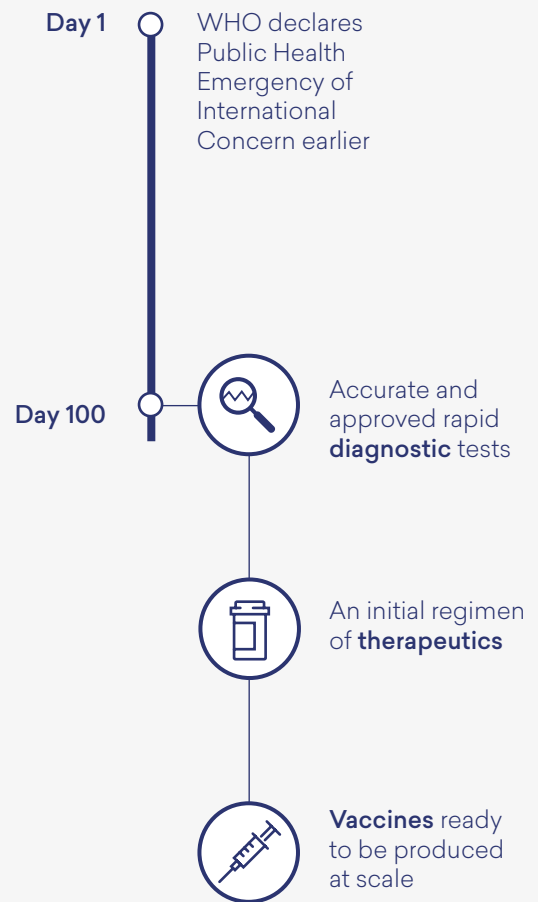 Day 1
WHO declares
Public Health
Emergency of
International
Concern earlier
Day 100
Accurate and
approved rapid
diagnostic tests
An initial regimen
of therapeutics
Vaccines ready
to be produced
at scale